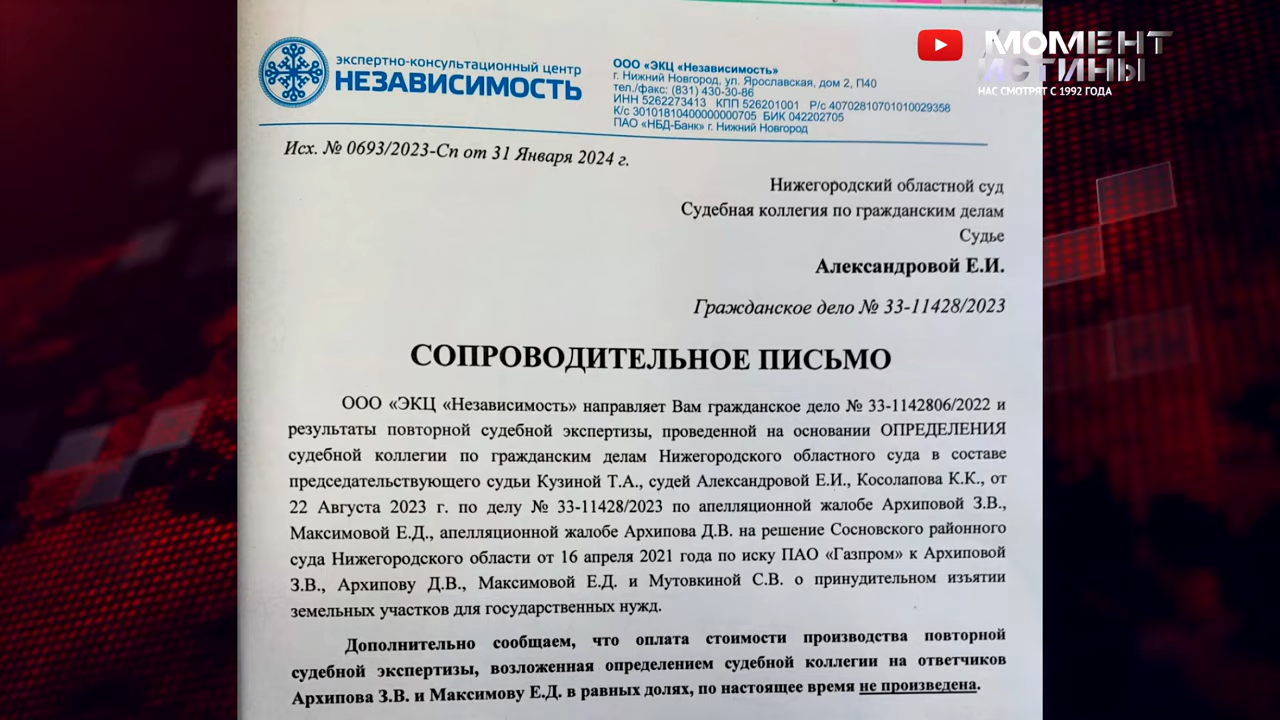 МОМЕНТ
ИСТИНЫ
НАС СМОТРЯТ С 1992 ГОДА
экспертно-консультационный центр
НЕЗАВИСИМОСТЬ
ООО «ЭКЦ «Независимость»
г. Нижний Новгород, ул. Ярославская, дом 2, П40
тел./факс: (831) 430-30-86
ИНН 5262273413 КПП 526201001 Р/с 40702810701010029358
К/с 30101810400000000705 БИК 042202705
ПАО «НБД-Банк» г. Нижний Новгород
Исх. № 0693/2023-Сп от 31 Января 2024 г.
Нижегородский областной суд
Судебная коллегия по гражданским делам
Судье
Александровой Е.И.
Гражданское дело № 33-11428/2023
СОПРОВОДИТЕЛЬНОЕ ПИСЬМО
ООО «ЭКЦ «Независимость» направляет Вам гражданское дело № 33-1142806/2022 и
результаты повторной судебной экспертизы, проведенной на основании ОПРЕДЕЛЕНИЯ
судебной коллегии по гражданским делам Нижегородского областного суда в составе
председательствующего судьи Кузиной Т.А., судей Александровой Е.И., Косолапова К.К., от
22 Августа 2023 г. по делу № 33-11428/2023 по апелляционной жалобе Архиповой З.В.,
Максимовой Е.Д., апелляционной жалобе Архипова Д.В. на решение Сосновского районного
суда Нижегородской области от 16 апреля 2021 года по иску ПАО «Газпром» к Архиповой
З.В., Архипову Д.В., Максимовой Е.Д. и Мутовкиной С.В. о принудительном изъятии
земельных участков для государственных нужд.
Дополнительно сообщаем, что оплата стоимости производства повторной
судебной экспертизы, возложенная определением судебной коллегии на ответчиков
Архипова З.В. и Максимову Е.Д. в равных долях, по настоящее время не произведена.